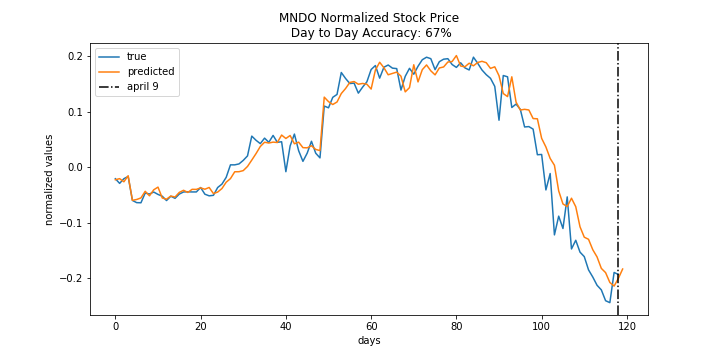 MNDO Normalized Stock Price
Day to Day Accuracy: 67%
true
predicted
april 9
normalized values
0.2
0.1
0.0
−0.1
−0.2
0
20
40
60
80
100
120
days